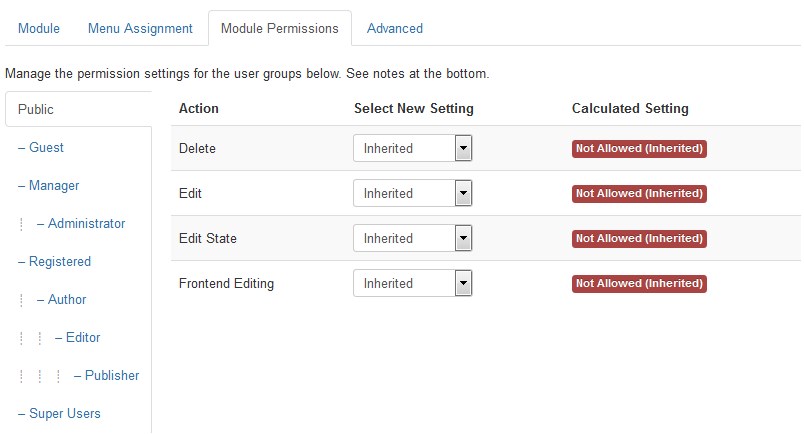 Module Menu Assignment Module Permissions Advanced
Manage the permission settings for the user groups below. See notes at the bottom.
Public
– Guest
– Manager
– Administrator
– Registered
– Author
– Editor
– Publisher
– Super Users
Action Select New Setting Calculated Setting
Delete Inherited Not Allowed (Inherited)
Edit Inherited Not Allowed (Inherited)
Edit State Inherited Not Allowed (Inherited)
Frontend Editing Inherited Not Allowed (Inherited)